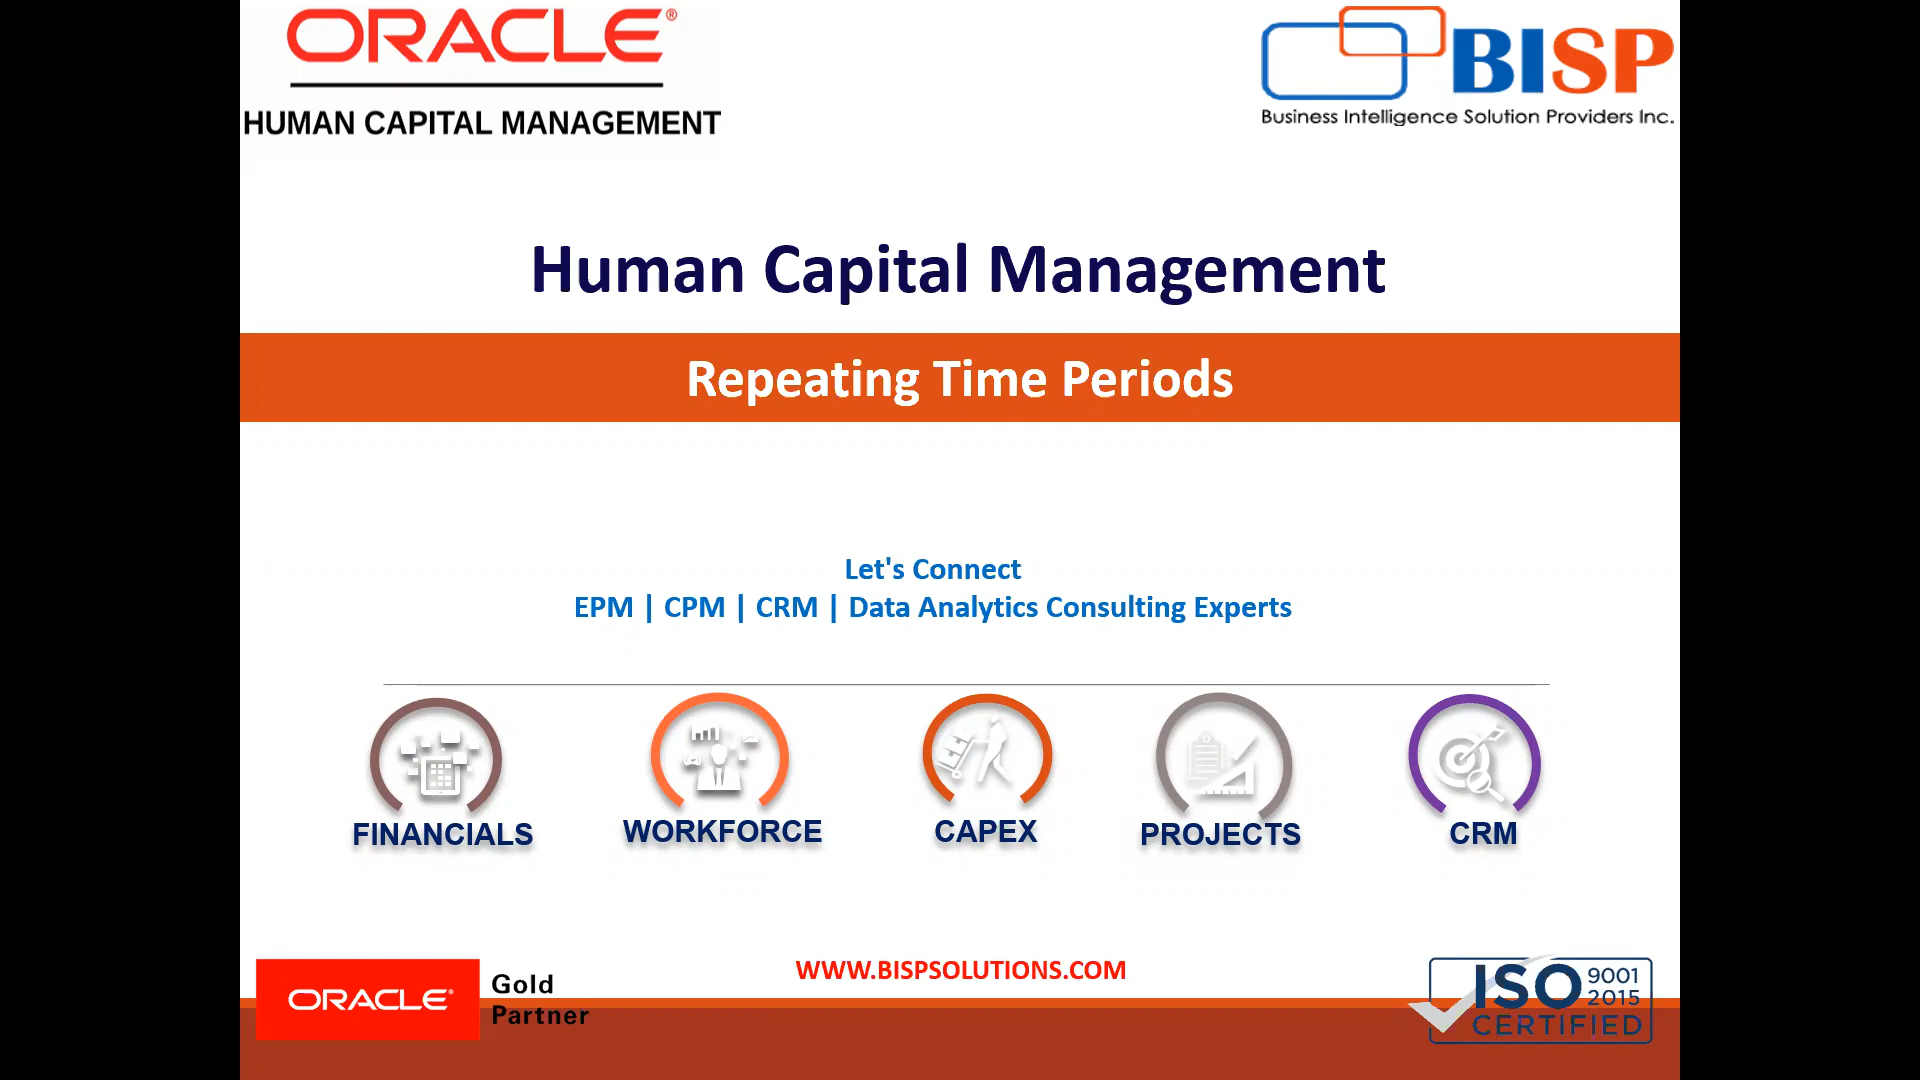 ORACLE®
HUMAN CAPITAL MANAGEMENT
BISP
Business Intelligence Solution Providers Inc.
Human Capital Management
Repeating Time Periods
Let's Connect
EPM | CPM | CRM | Data Analytics Consulting Experts
FINANCIALS
WORKFORCE
CAPEX
PROJECTS
CRM
ORACLE®
Gold
Partner
WWW.BISPSOLUTIONS.COM
ISO 9001
2015
CERTIFIED